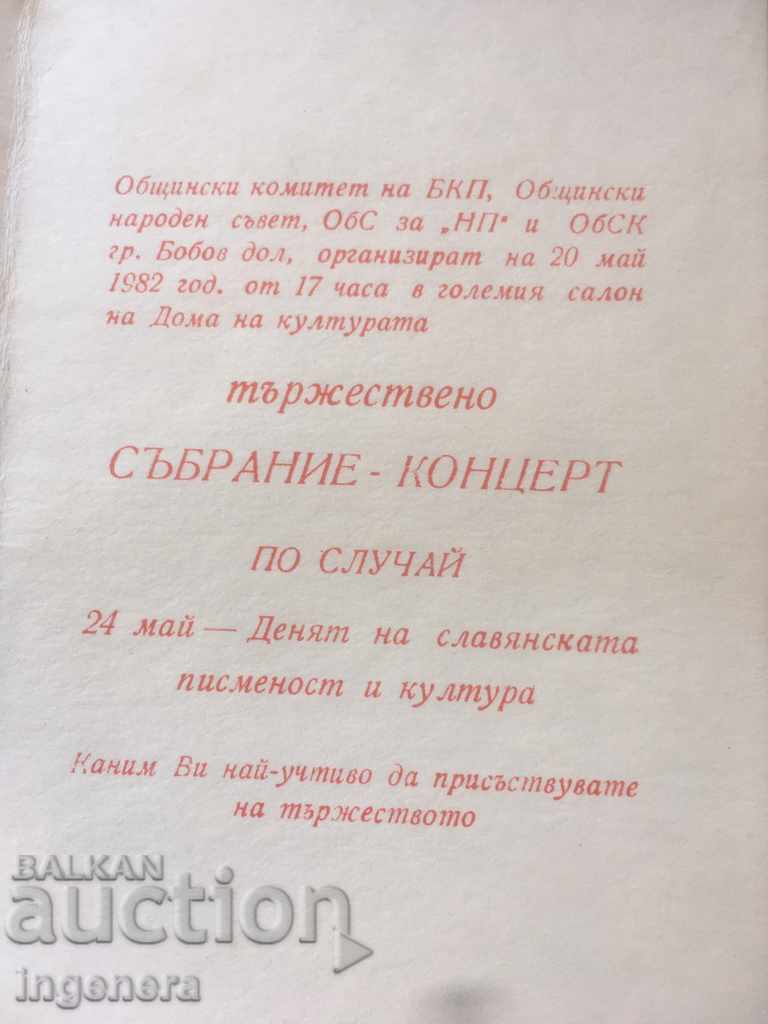 Общински комитет на БКП, Общински
народен съвет, ОбС за „НП" и ОбСК
гр. Бобов дол, организират на 20 май
1982 год. от 17 часа в големия салон
на Дома на културата
тържествено
СЪБРАНИЕ - КОНЦЕРТ
ПО СЛУЧАЙ
24 май — Денят на славянската
писменост и култура
Каним Ви най-учтиво да присъствувате
на тържеството
BALKAN
auction
ingenera